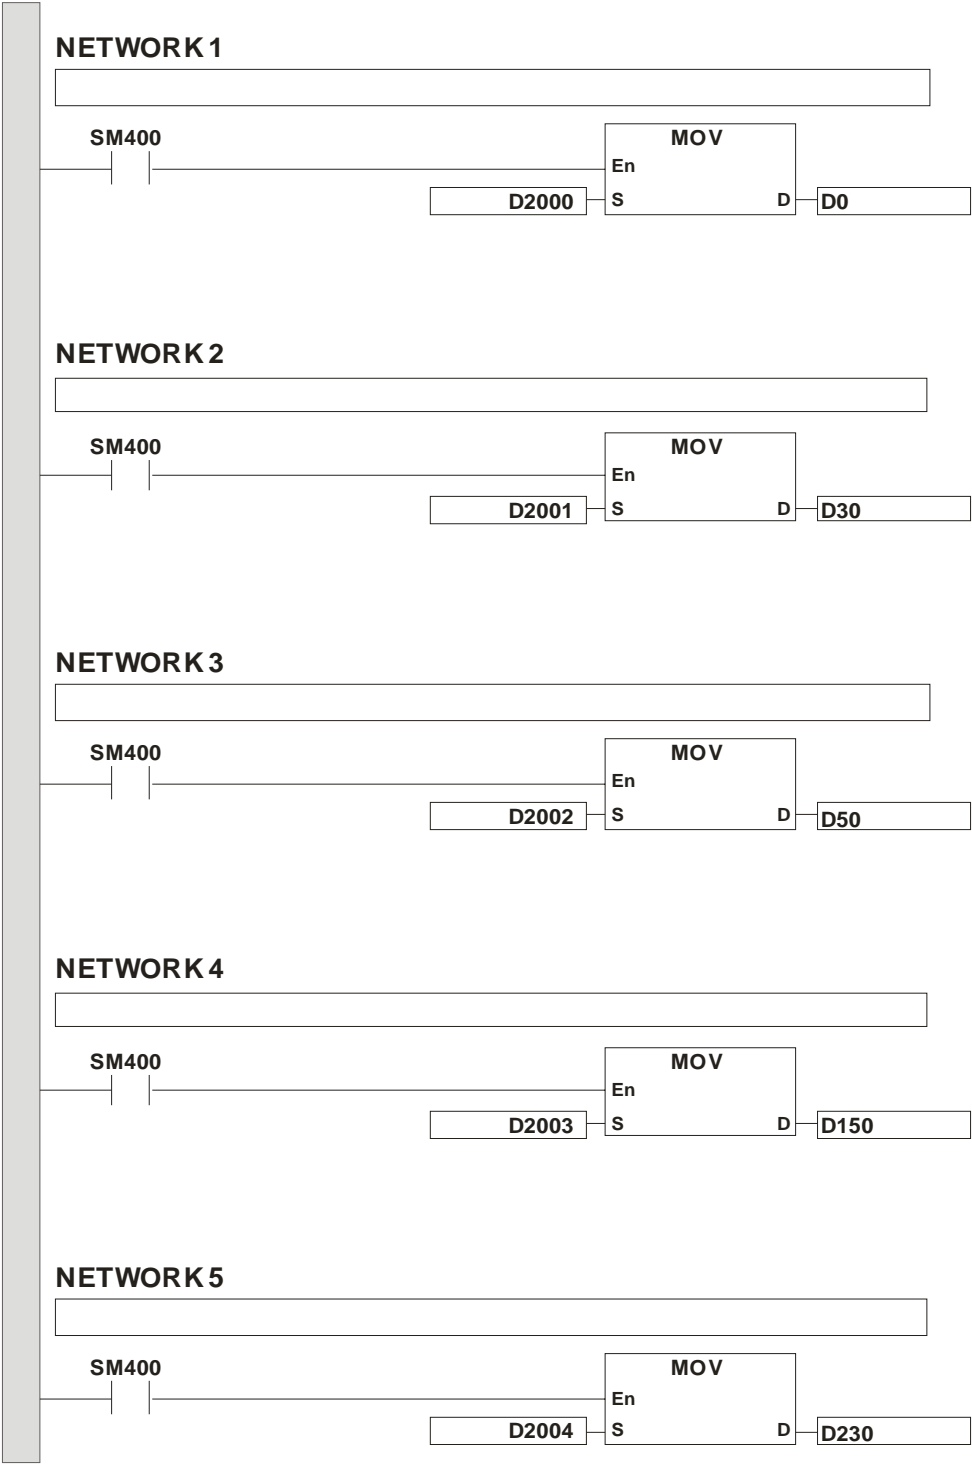 NETWORK 1
SM400
MOV
En
D2000 S D D0
NETWORK 2
SM400
MOV
En
D2001 S D D30
NETWORK 3
SM400
MOV
En
D2002 S D D50
NETWORK 4
SM400
MOV
En
D2003 S D D150
NETWORK 5
SM400
MOV
En
D2004 S D D230